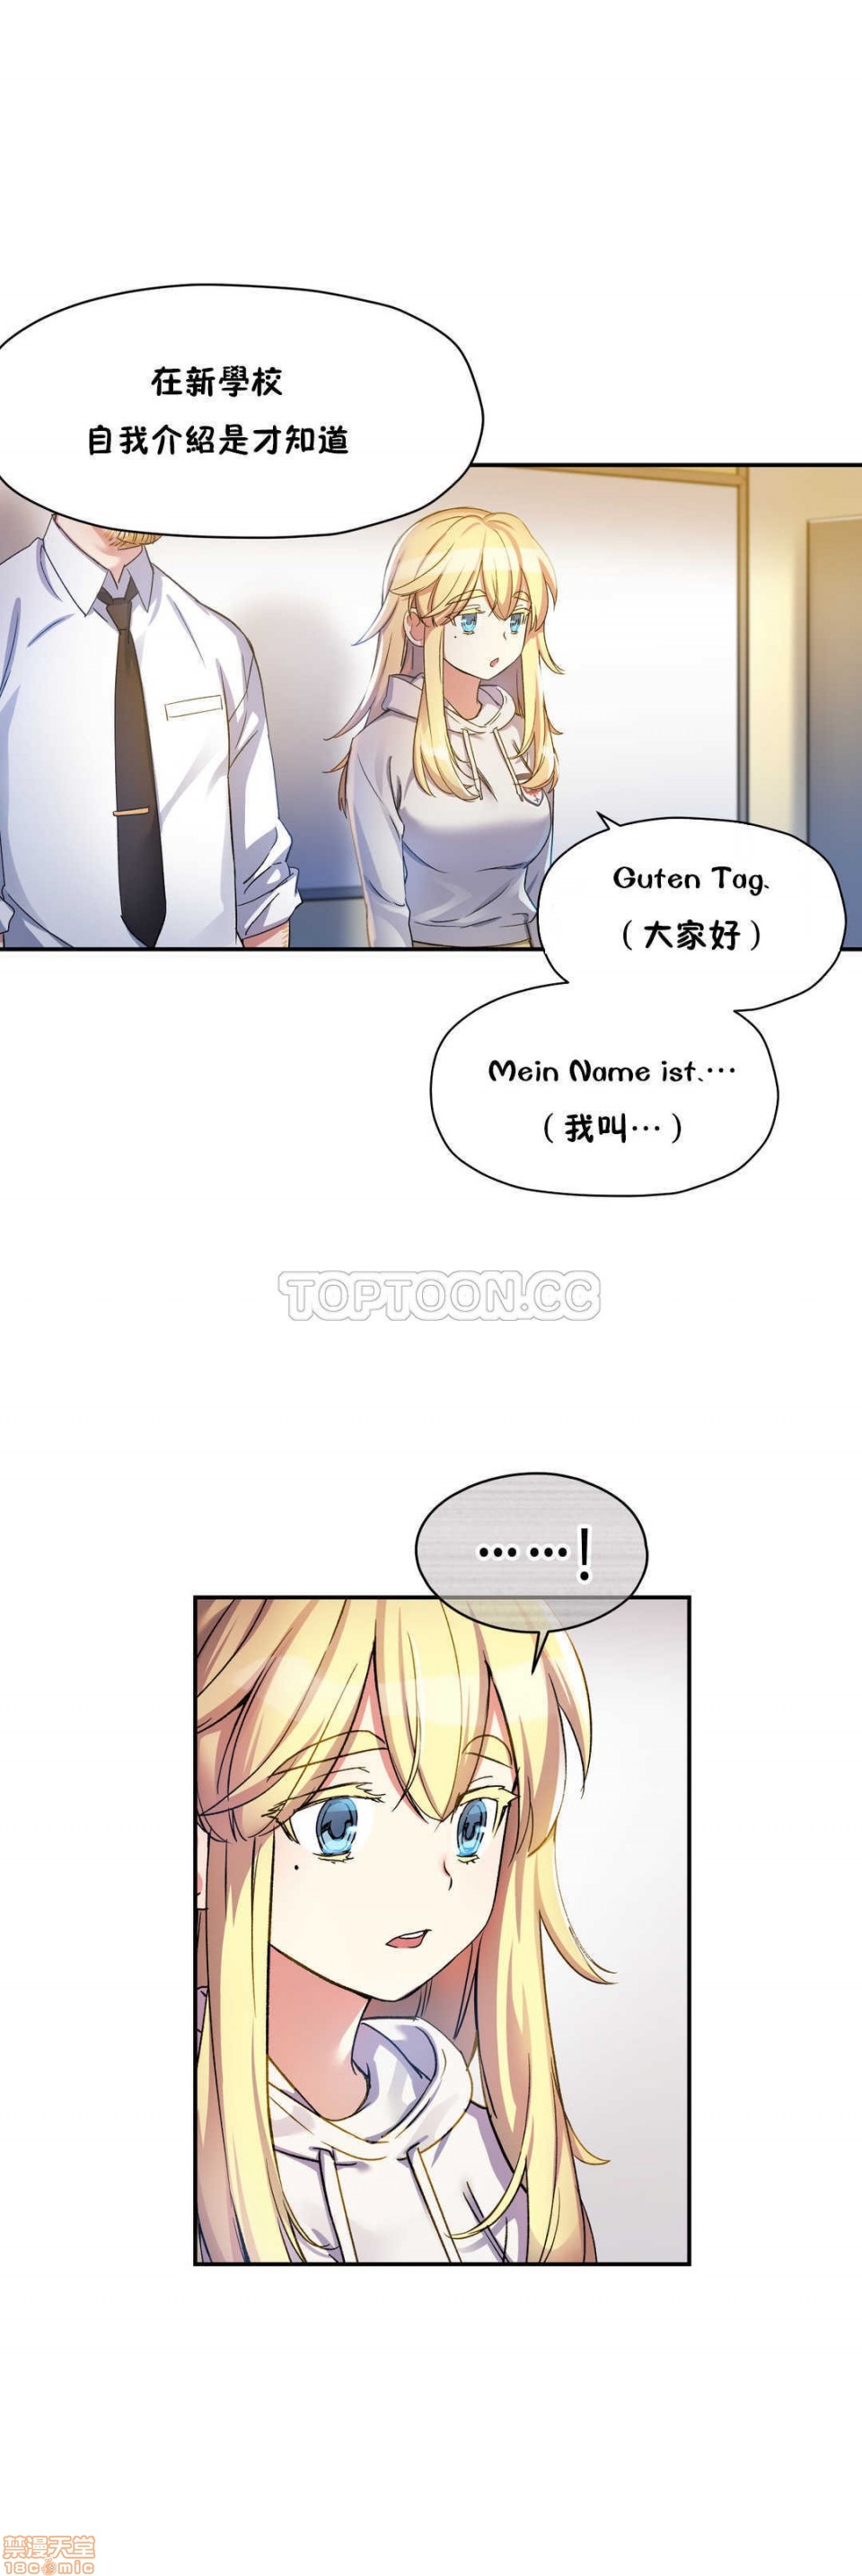 在新學校
自我介紹是才知道
Guten Tag、
（大家好）
Mein Name ist、…
（我叫…）
TOPTOON.CC
……！
禁漫天堂
18comic